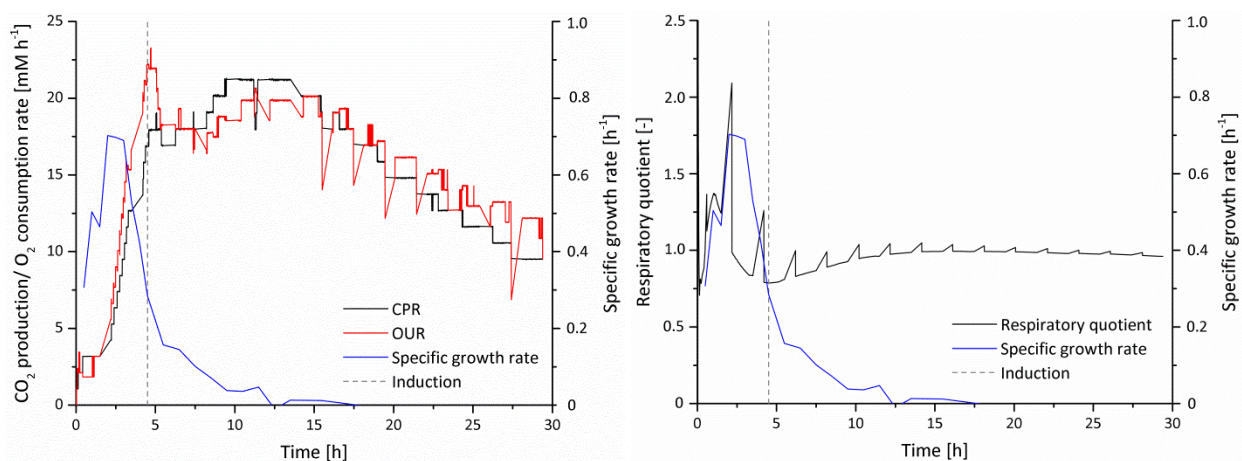 CO₂ production/ O₂ consumption rate [mM h⁻¹]
25
20
15
10
5
0
0 5 10 15 20 25 30
Time [h]
1.0
0.8
0.6
0.4
0.2
0
Specific growth rate [h⁻¹]
CPR
OUR
Specific growth rate
Induction
Respiratory quotient [-]
2.5
2.0
1.5
1.0
0.5
0
0 5 10 15 20 25 30
Time [h]
1.0
0.8
0.6
0.4
0.2
0
Specific growth rate [h⁻¹]
Respiratory quotient
Specific growth rate
Induction